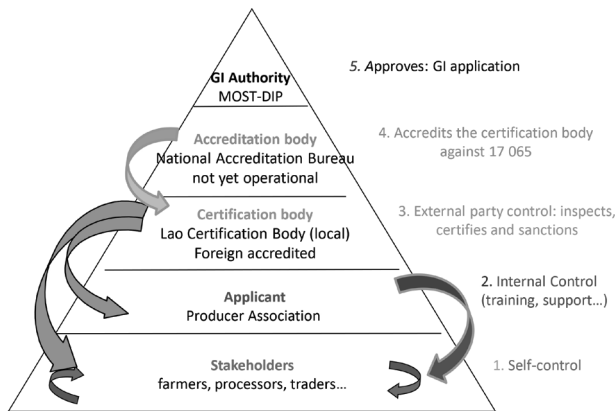 5. Approves: GI application
GI Authority
MOST-DIP
Accreditation body
National Accreditation Bureau
not yet operational
4. Accredits the certification body
against 17 065
Certification body
Lao Certification Body (local)
Foreign accredited
3. External party control: inspects,
certifies and sanctions
Applicant
Producer Association
2. Internal Control
(training, support...)
Stakeholders
farmers, processors, traders...
1. Self-control